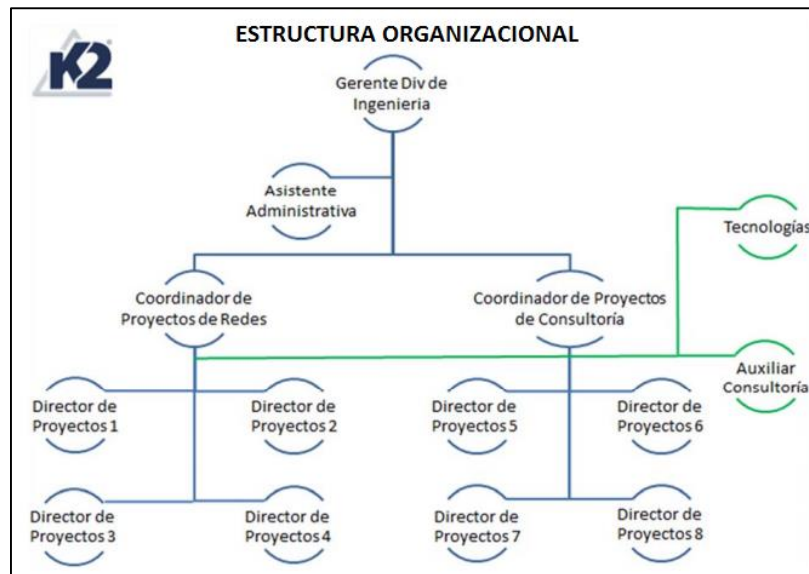 ESTRUCTURA ORGANIZACIONAL
K2
Gerente Div de
Ingenieria
Asistente
Administrativa
Tecnologías
Coordinador de
Proyectos de Redes
Coordinador de Proyectos
de Consultoría
Auxiliar
Consultoría
Director de
Proyectos 1
Director de
Proyectos 2
Director de
Proyectos 5
Director de
Proyectos 6
Director de
Proyectos 3
Director de
Proyectos 4
Director de
Proyectos 7
Director de
Proyectos 8